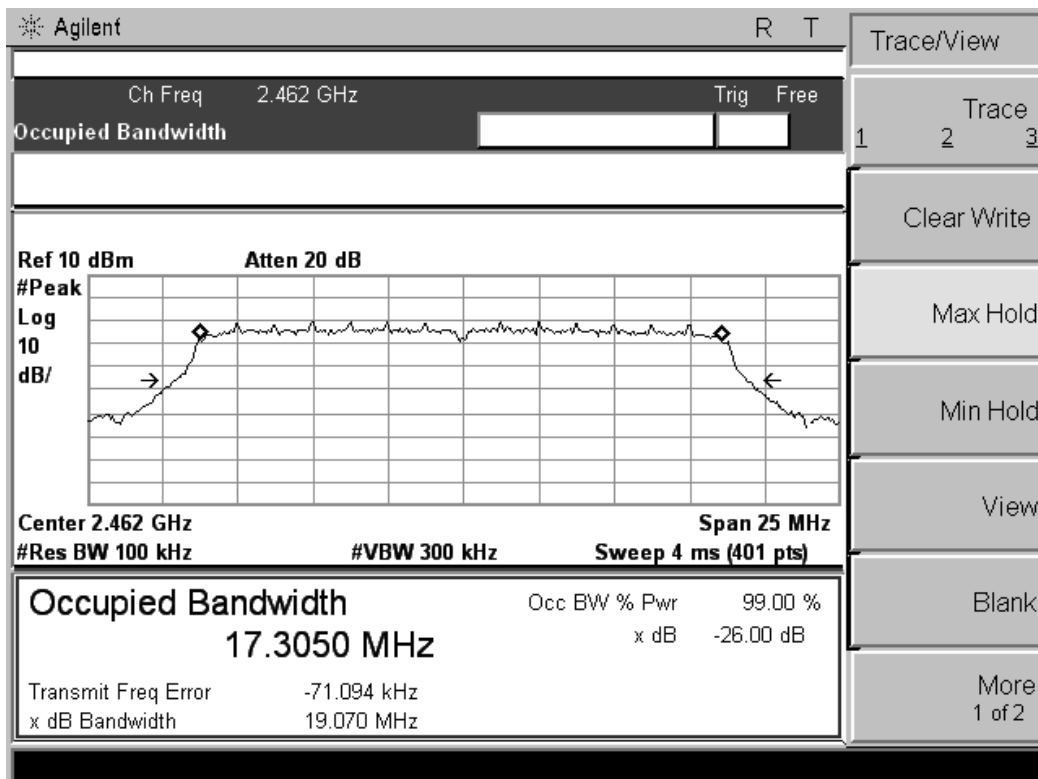 Agilent R T
Ch Freq 2.462 GHz Trig Free
Occupied Bandwidth
Ref 10 dBm Atten 20 dB
#Peak
Log
10
dB/
Center 2.462 GHz Span 25 MHz
#Res BW 100 kHz #VBW 300 kHz Sweep 4 ms (401 pts)
Occupied Bandwidth Occ BW % Pwr 99.00 %
17.3050 MHz x dB -26.00 dB
Transmit Freq Error -71.094 kHz
x dB Bandwidth 19.070 MHz
Trace/View
Trace
1 2 3
Clear Write
Max Hold
Min Hold
View
Blank
More
1 of 2